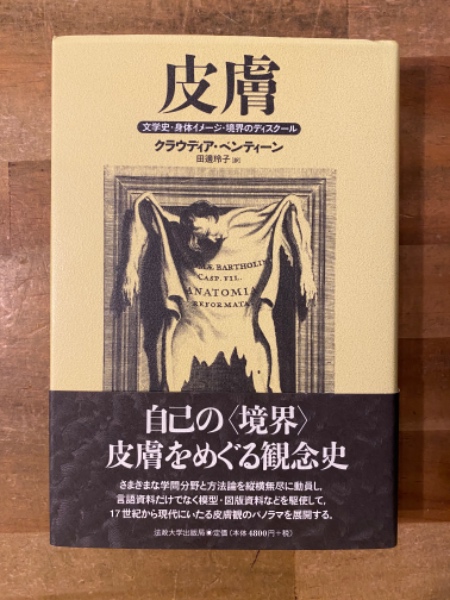 皮膚
文学史・身体イメージ・境界のディスクール
クラウディア・ベンティーン
田邊玲子 訳
BARTHOLIN
CASP. FIL.
ANATOMIA
REFORMATA
自己の〈境界〉
皮膚をめぐる観念史
さまざまな学問分野と方法論を縦横無尽に動員し、
言語資料だけでなく模型・図版資料などを駆使して、
17世紀から現代にいたる皮膚観のパノラマを展開する。
法政大学出版局●定価(本体4800円+税)